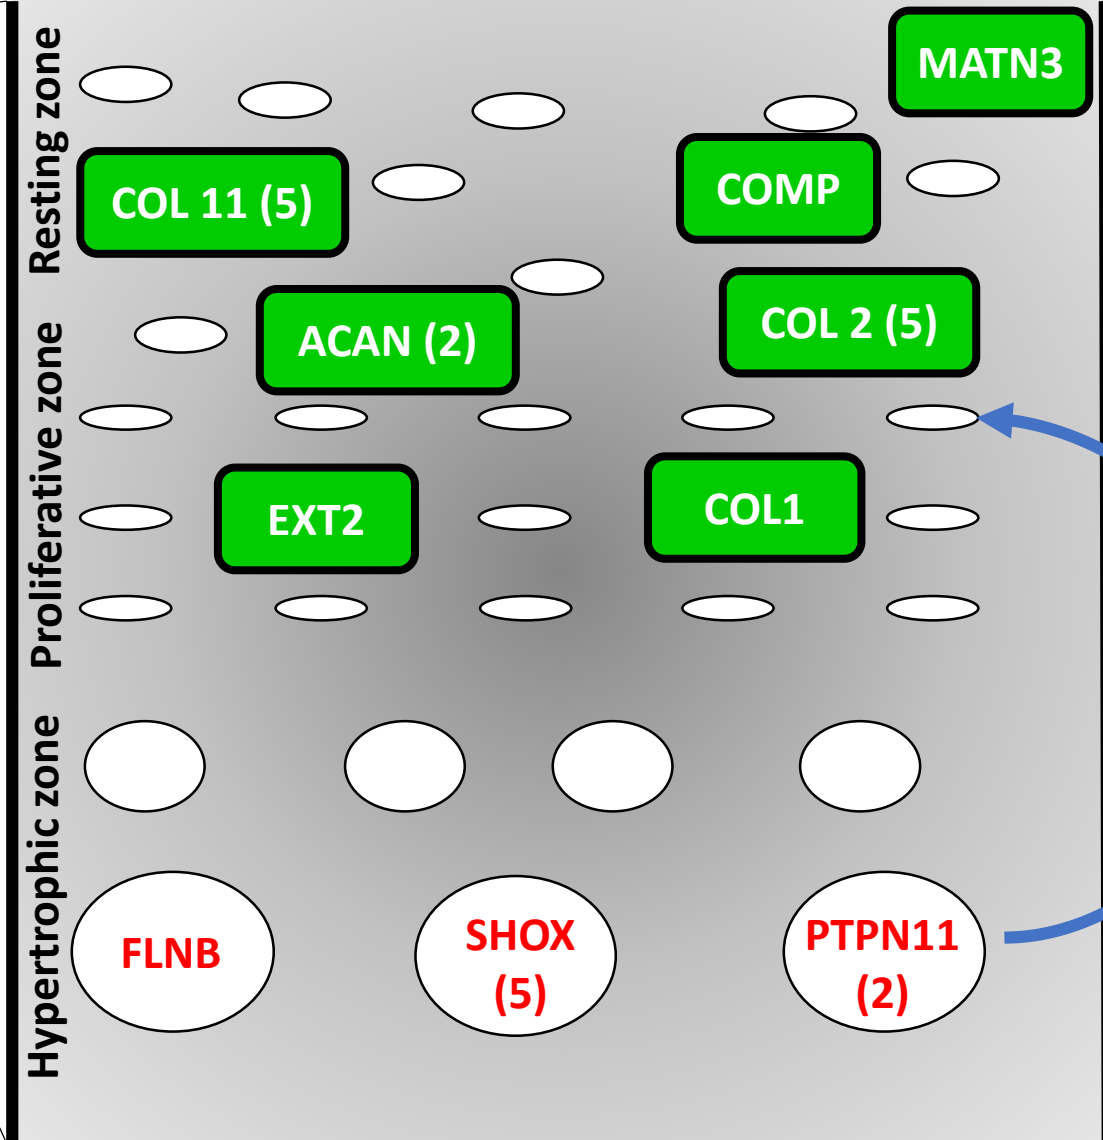 Resting zone
MATN3
COL 11 (5)
COMP
ACAN (2)
COL 2 (5)
Proliferative zone
EXT2
COL1
Hypertrophic zone
FLNB
SHOX
(5)
PTPN11
(2)